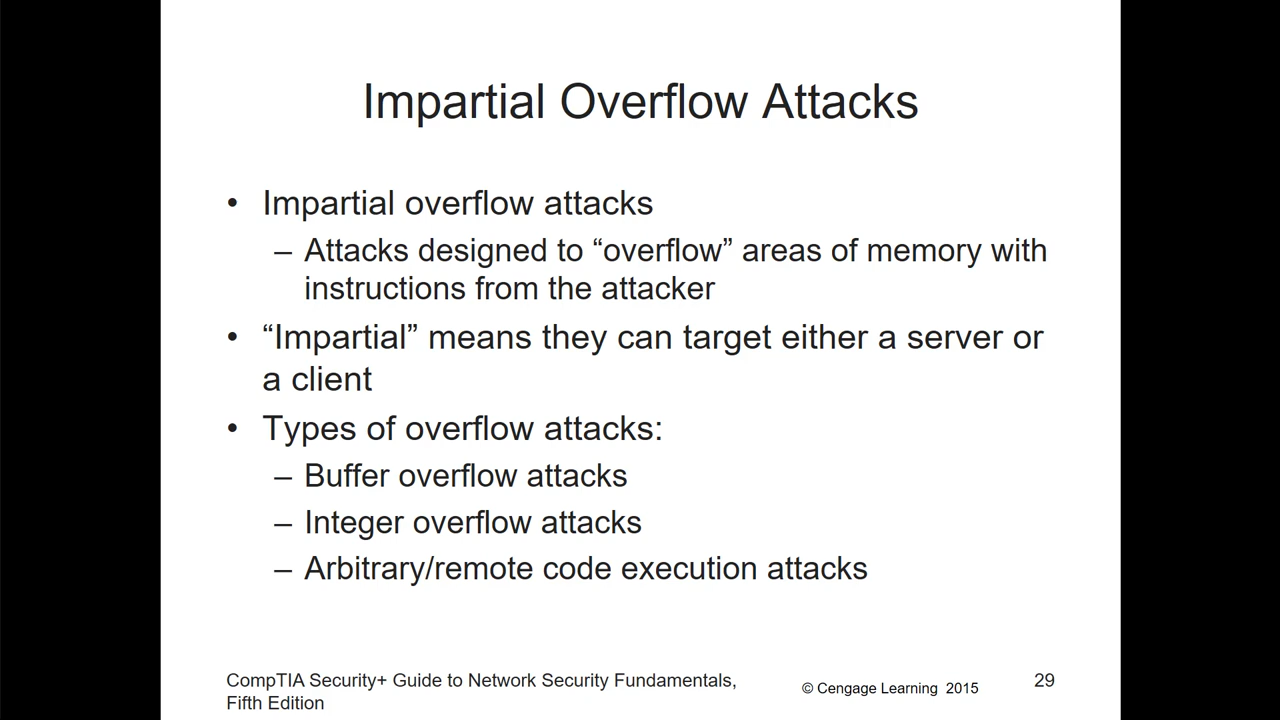 Impartial Overflow Attacks
• Impartial overflow attacks
– Attacks designed to “overflow” areas of memory with
instructions from the attacker
• “Impartial” means they can target either a server or
a client
• Types of overflow attacks:
– Buffer overflow attacks
– Integer overflow attacks
– Arbitrary/remote code execution attacks
CompTIA Security+ Guide to Network Security Fundamentals,
Fifth Edition
© Cengage Learning 2015
29